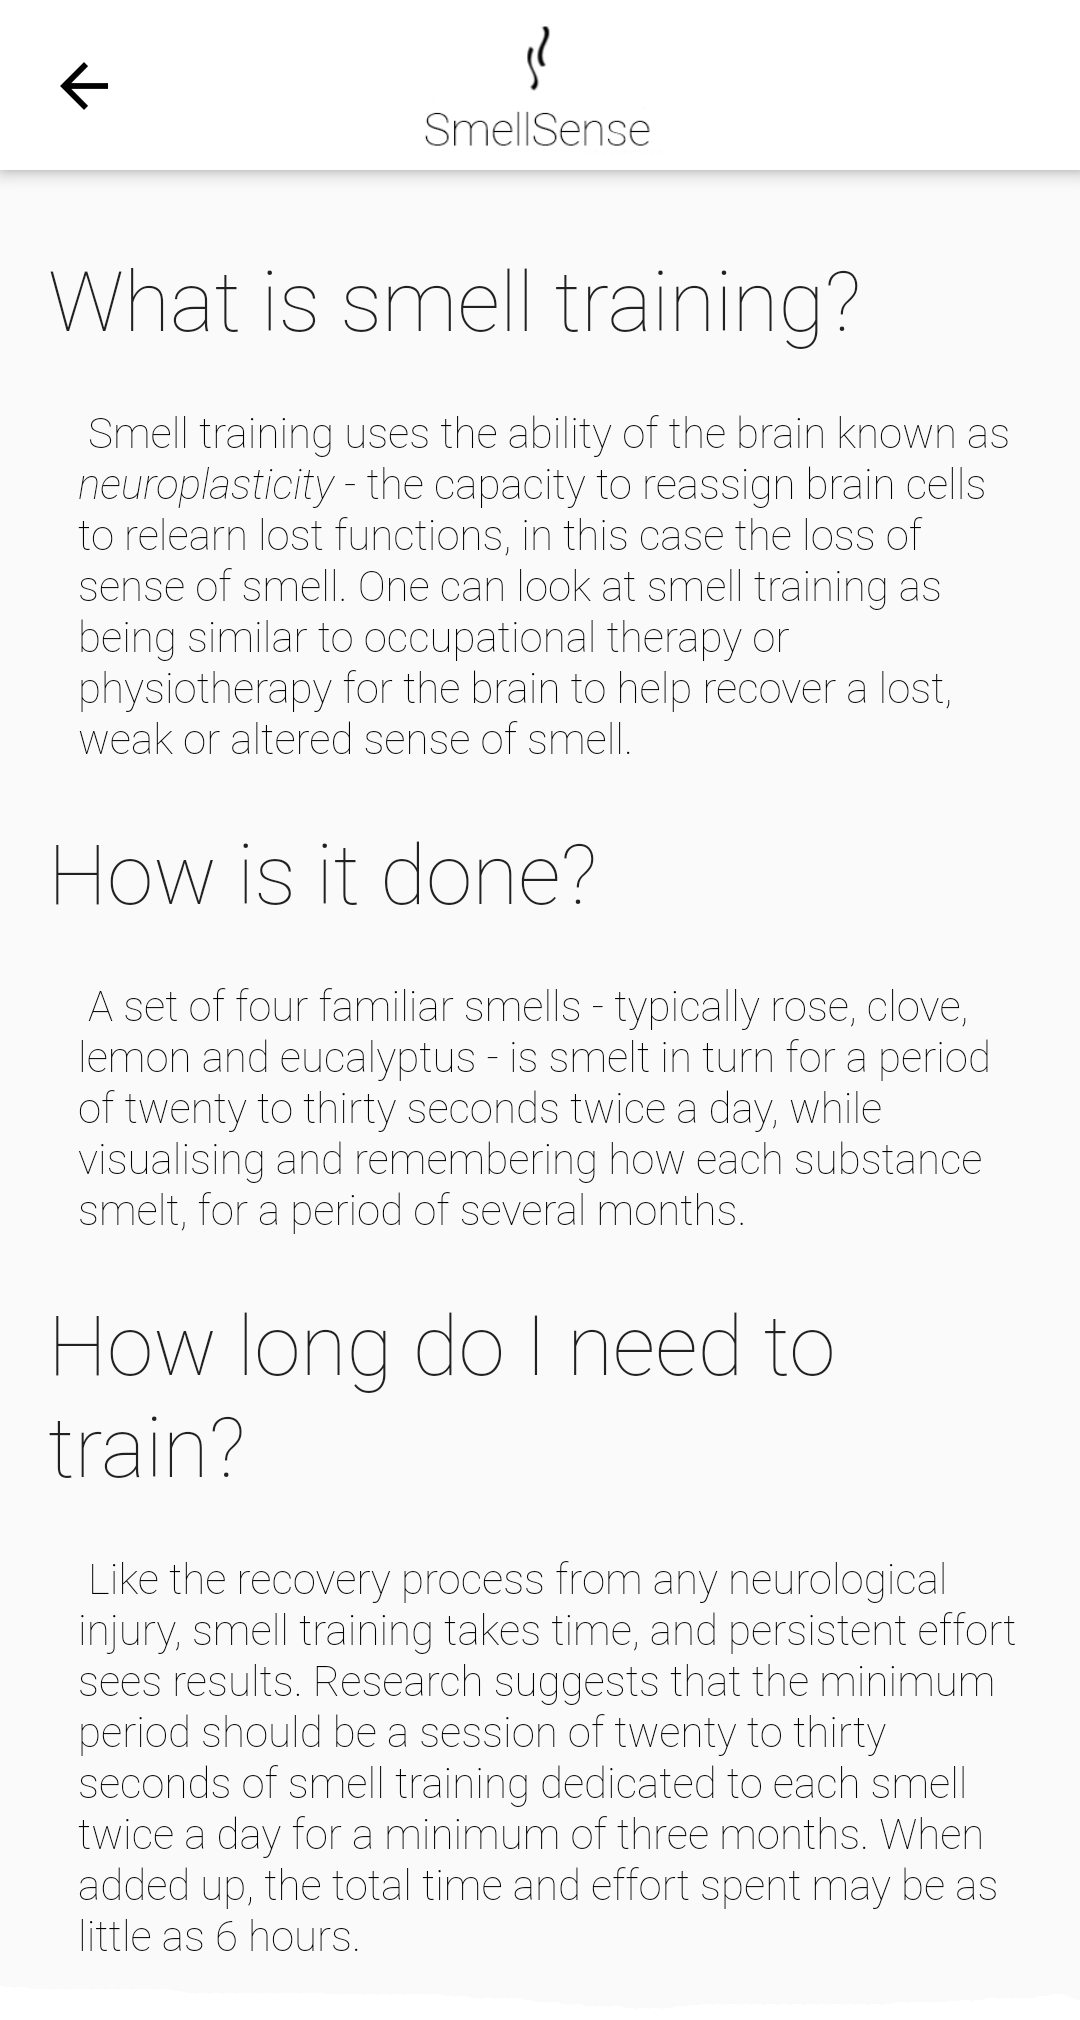 SmellSense
What is smell training?
Smell training uses the ability of the brain known as
neuroplasticity - the capacity to reassign brain cells
to relearn lost functions, in this case the loss of
sense of smell. One can look at smell training as
being similar to occupational therapy or
physiotherapy for the brain to help recover a lost,
weak or altered sense of smell.
How is it done?
A set of four familiar smells - typically rose, clove,
lemon and eucalyptus - is smelt in turn for a period
of twenty to thirty seconds twice a day, while
visualising and remembering how each substance
smelt, for a period of several months.
How long do I need to
train?
Like the recovery process from any neurological
injury, smell training takes time, and persistent effort
sees results. Research suggests that the minimum
period should be a session of twenty to thirty
seconds of smell training dedicated to each smell
twice a day for a minimum of three months. When
added up, the total time and effort spent may be as
little as 6 hours.